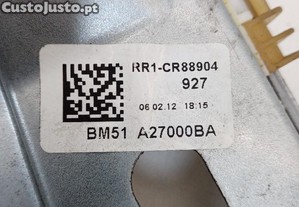 CustoJusto.pt
RR1-CR88904
927
06.02.12 18:15
BM51 A27000BA